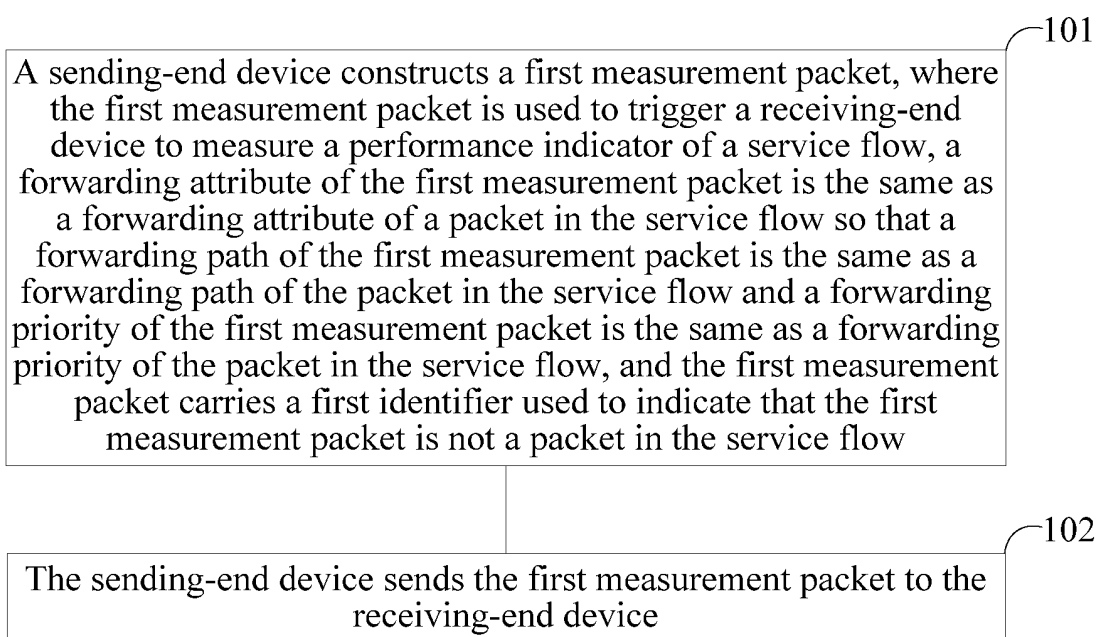 101
A sending-end device constructs a first measurement packet, where
the first measurement packet is used to trigger a receiving-end
device to measure a performance indicator of a service flow, a
forwarding attribute of the first measurement packet is the same as
a forwarding attribute of a packet in the service flow so that a
forwarding path of the first measurement packet is the same as a
forwarding path of the packet in the service flow and a forwarding
priority of the first measurement packet is the same as a forwarding
priority of the packet in the service flow, and the first measurement
packet carries a first identifier used to indicate that the first
measurement packet is not a packet in the service flow
102
The sending-end device sends the first measurement packet to the
receiving-end device